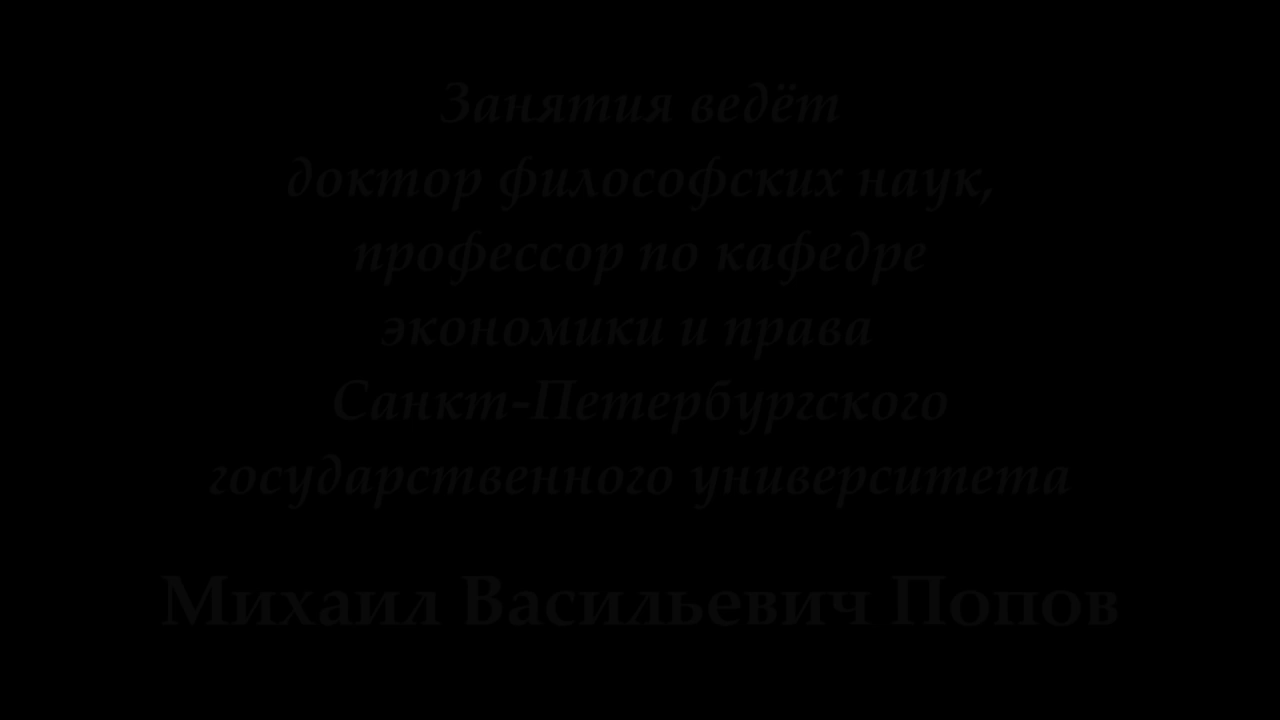 Занятия ведёт
доктор философских наук,
профессор по кафедре
экономики и права
Санкт-Петербургского
государственного университета
Михаил Васильевич Попов